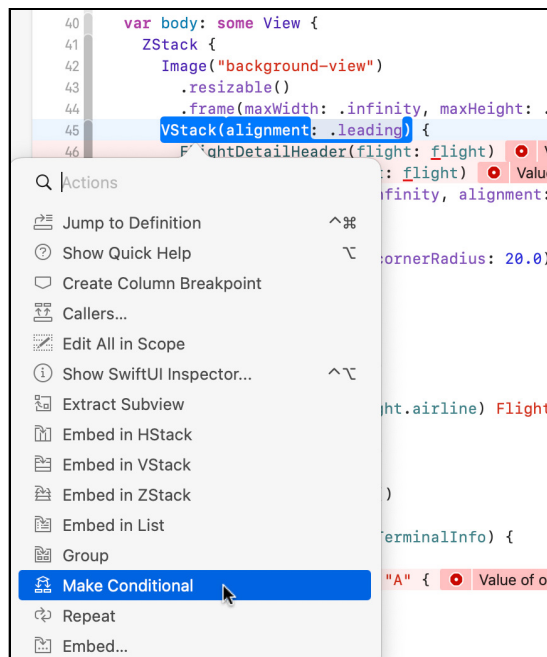 40 var body: some View {
41 ZStack {
42 Image("background-view")
43 .resizable()
44 .frame(maxWidth: .infinity, maxHeight: .
45 VStack(alignment: .leading) {
46 FlightDetailHeader(flight: flight)
: flight) Valu
nfinity, alignment:
Actions
Jump to Definition ^⌘
Show Quick Help ⌥
cornerRadius: 20.0)
Create Column Breakpoint
Callers...
Edit All in Scope
Show SwiftUI Inspector... ^⌥
Extract Subview
ght.airline) Flight
Embed in HStack
Embed in VStack
Embed in ZStack
)
Embed in List
TerminalInfo) {
Group
Make Conditional
"A" { Value of o
Repeat
Embed...